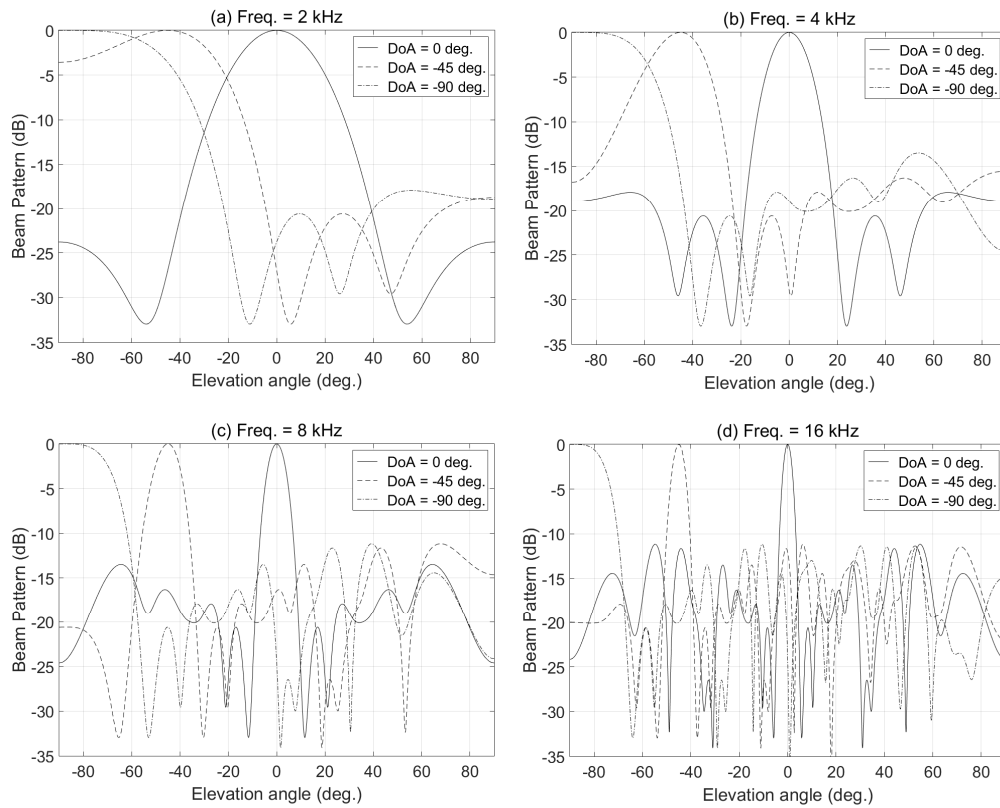 (a) Freq. = 2 kHz
Beam Pattern (dB)
0
-5
-10
-15
-20
-25
-30
-35
-80 -60 -40 -20 0 20 40 60 80
Elevation angle (deg.)
DoA = 0 deg.
DoA = -45 deg.
DoA = -90 deg.
(b) Freq. = 4 kHz
Beam Pattern (dB)
0
-5
-10
-15
-20
-25
-30
-35
-80 -60 -40 -20 0 20 40 60 80
Elevation angle (deg.)
DoA = 0 deg.
DoA = -45 deg.
DoA = -90 deg.
(c) Freq. = 8 kHz
Beam Pattern (dB)
0
-5
-10
-15
-20
-25
-30
-35
-80 -60 -40 -20 0 20 40 60 80
Elevation angle (deg.)
DoA = 0 deg.
DoA = -45 deg.
DoA = -90 deg.
(d) Freq. = 16 kHz
Beam Pattern (dB)
0
-5
-10
-15
-20
-25
-30
-35
-80 -60 -40 -20 0 20 40 60 80
Elevation angle (deg.)
DoA = 0 deg.
DoA = -45 deg.
DoA = -90 deg.